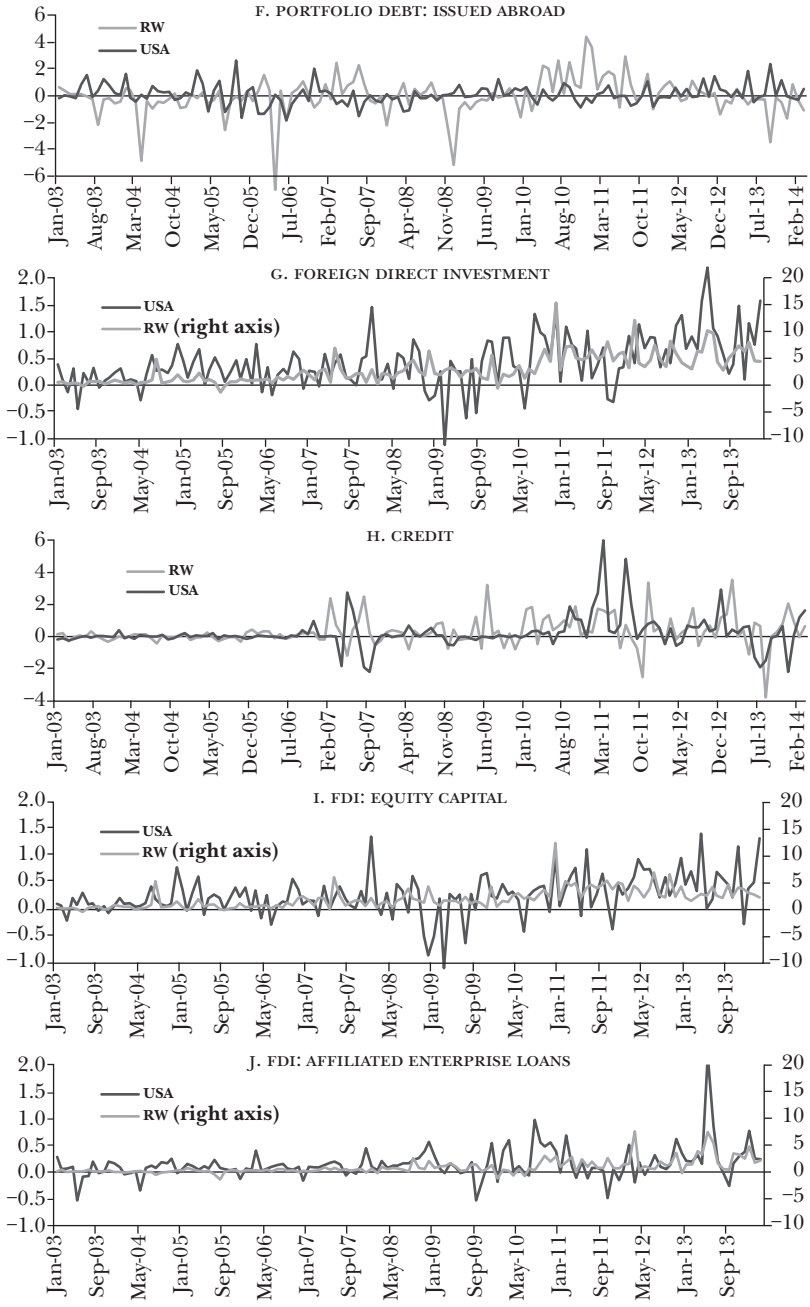 F. PORTFOLIO DEBT: ISSUED ABROAD
6
4
2
0
−2
−4
−6
RW
USA
Jan-03
Aug-03
Mar-04
Oct-04
May-05
Dec-05
Jul-06
Feb-07
Sep-07
Apr-08
Nov-08
Jun-09
Jan-10
Aug-10
Mar-11
Oct-11
May-12
Dec-12
Jul-13
Feb-14
G. FOREIGN DIRECT INVESTMENT
2.0
1.5
1.0
0.5
0.0
−0.5
−1.0
USA
RW (right axis)
20
15
10
5
0
−5
−10
Jan-03
Sep-03
May-04
Jan-05
Sep-05
May-06
Jan-07
Sep-07
May-08
Jan-09
Sep-09
May-10
Jan-11
Sep-11
May-12
Jan-13
Sep-13
H. CREDIT
6
4
2
0
−2
−4
RW
USA
Jan-03
Aug-03
Mar-04
Oct-04
May-05
Dec-05
Jul-06
Feb-07
Sep-07
Apr-08
Nov-08
Jun-09
Jan-10
Aug-10
Mar-11
Oct-11
May-12
Dec-12
Jul-13
Feb-14
I. FDI: EQUITY CAPITAL
2.0
1.5
1.0
0.5
0.0
−0.5
−1.0
USA
RW (right axis)
20
15
10
5
0
−5
−10
Jan-03
Sep-03
May-04
Jan-05
Sep-05
May-06
Jan-07
Sep-07
May-08
Jan-09
Sep-09
May-10
Jan-11
Sep-11
May-12
Jan-13
Sep-13
J. FDI: AFFILIATED ENTERPRISE LOANS
2.0
1.5
1.0
0.5
0.0
−0.5
−1.0
USA
RW (right axis)
20
15
10
5
0
−5
−10
Jan-03
Sep-03
May-04
Jan-05
Sep-05
May-06
Jan-07
Sep-07
May-08
Jan-09
Sep-09
May-10
Jan-11
Sep-11
May-12
Jan-13
Sep-13